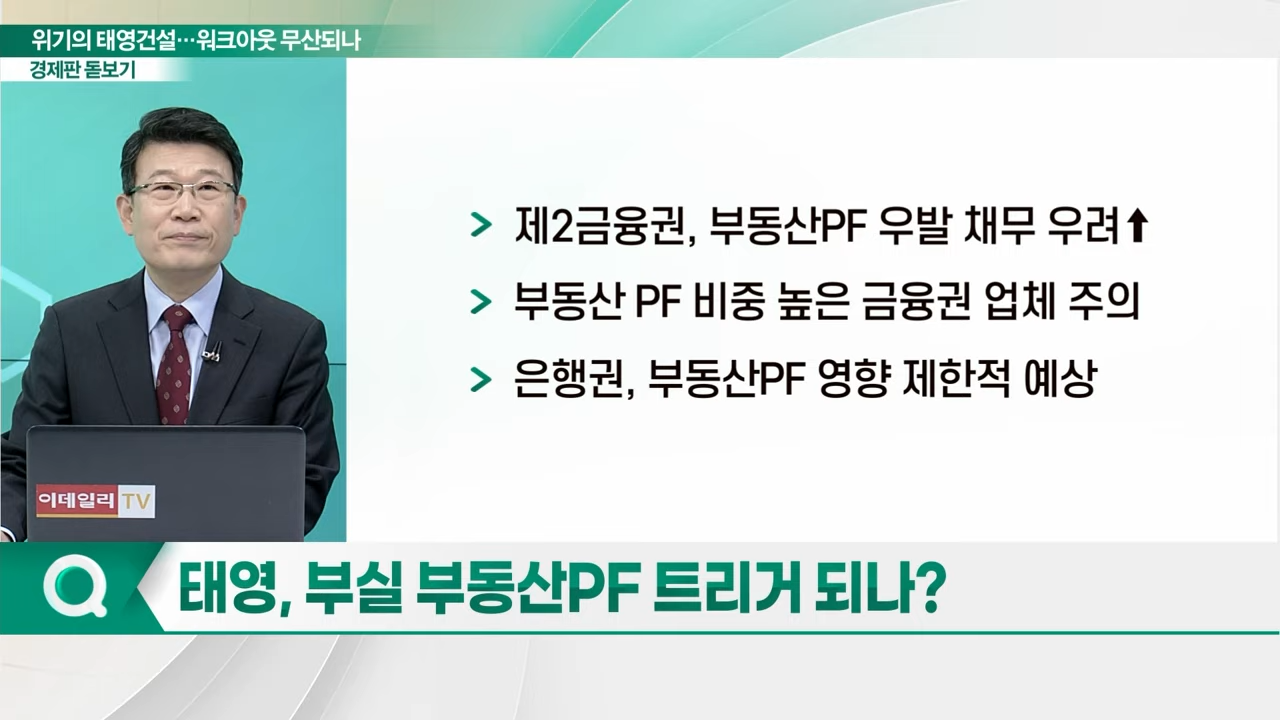 위기의 태영건설…워크아웃 무산되나
경제판 돋보기
> 제2금융권, 부동산PF 우발 채무 우려⬆
> 부동산 PF 비중 높은 금융권 업체 주의
> 은행권, 부동산PF 영향 제한적 예상
이데일리 TV
Q 태영, 부실 부동산PF 트리거 되나?